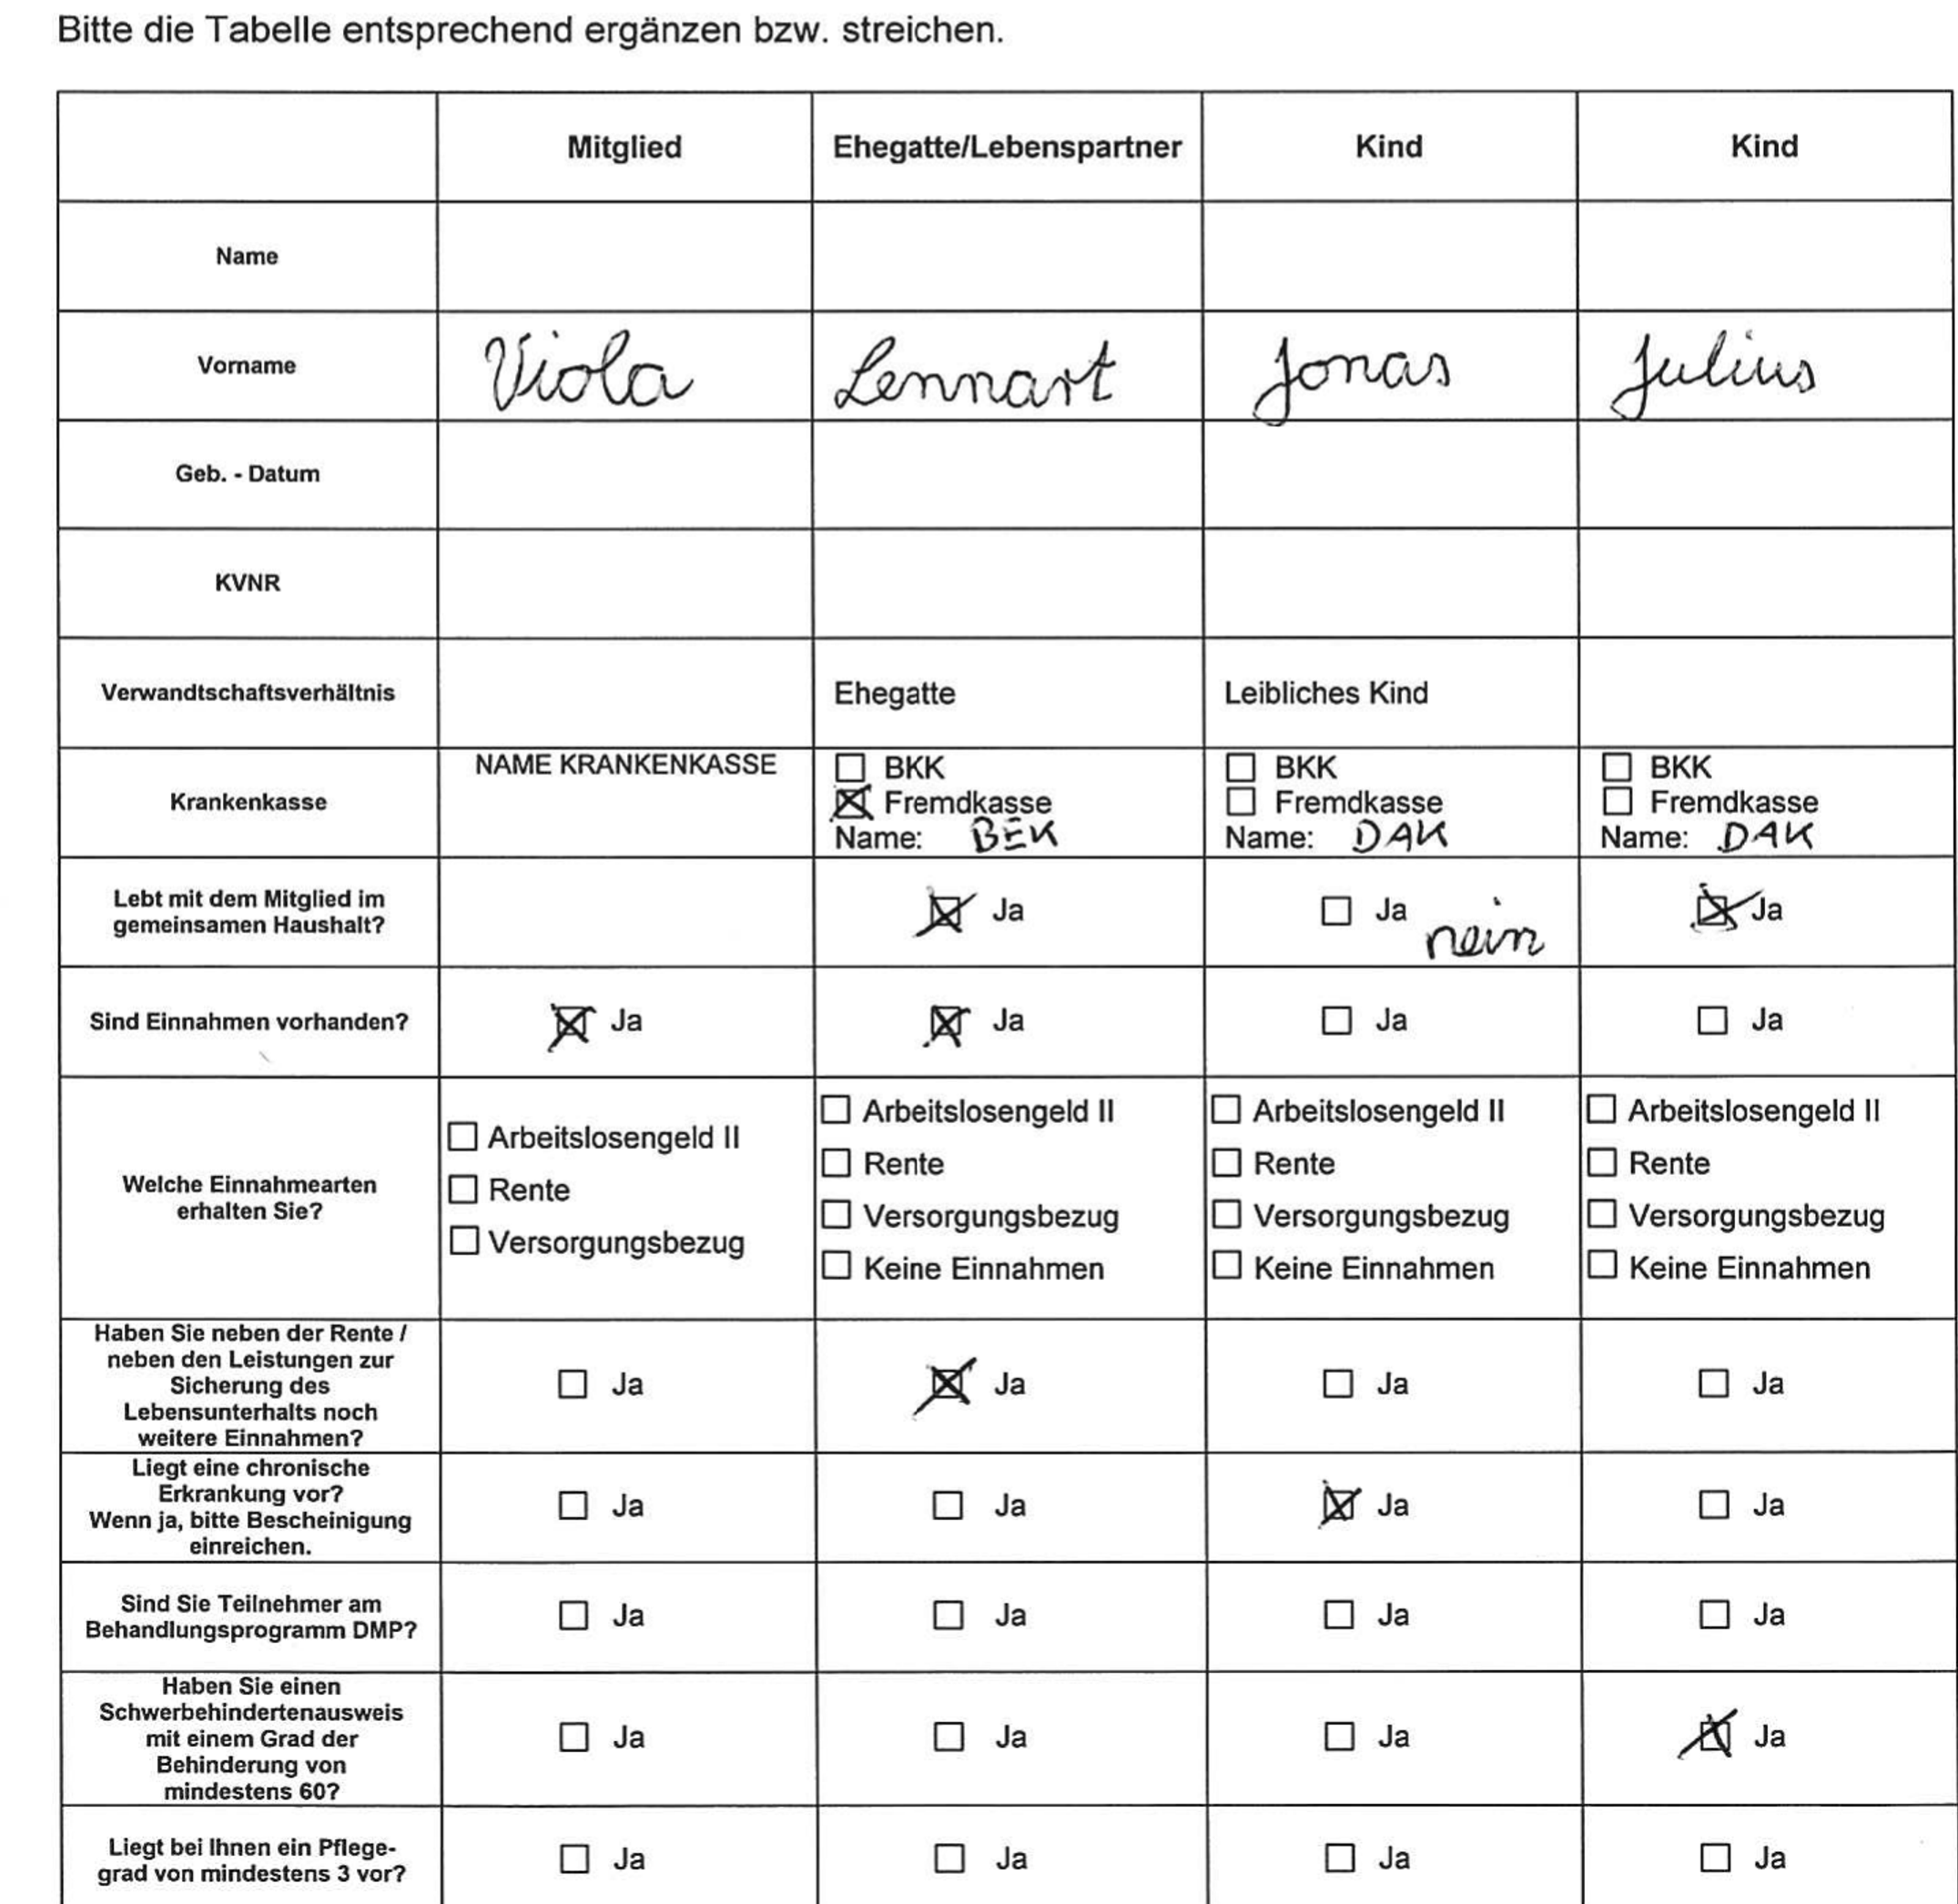 Bitte die Tabelle entsprechend ergänzen bzw. streichen.
Mitglied Ehegatte/Lebenspartner Kind Kind
Name
Vorname Viola Lennart Jonas Julius
Geb. - Datum
KVNR
Verwandtschaftsverhältnis Ehegatte Leibliches Kind
Krankenkasse
NAME KRANKENKASSE
☐ BKK
☒ Fremdkasse
Name: BEK
☐ BKK
☐ Fremdkasse
Name: DAK
☐ BKK
☐ Fremdkasse
Name: DAK
Lebt mit dem Mitglied im
gemeinsamen Haushalt?
☒ Ja
☐ Ja nein
☒ Ja
Sind Einnahmen vorhanden? ☒ Ja ☒ Ja ☐ Ja ☐ Ja
Welche Einnahmearten
erhalten Sie?
☐ Arbeitslosengeld II
☐ Rente
☐ Versorgungsbezug
☐ Arbeitslosengeld II
☐ Rente
☐ Versorgungsbezug
☐ Keine Einnahmen
☐ Arbeitslosengeld II
☐ Rente
☐ Versorgungsbezug
☐ Keine Einnahmen
☐ Arbeitslosengeld II
☐ Rente
☐ Versorgungsbezug
☐ Keine Einnahmen
Haben Sie neben der Rente /
neben den Leistungen zur
Sicherung des
Lebensunterhalts noch
weitere Einnahmen?
☐ Ja ☒ Ja ☐ Ja ☐ Ja
Liegt eine chronische
Erkrankung vor?
Wenn ja, bitte Bescheinigung
einreichen.
☐ Ja ☐ Ja ☒ Ja ☐ Ja
Sind Sie Teilnehmer am
Behandlungsprogramm DMP?
☐ Ja ☐ Ja ☐ Ja ☐ Ja
Haben Sie einen
Schwerbehindertenausweis
mit einem Grad der
Behinderung von
mindestens 60?
☐ Ja ☐ Ja ☐ Ja ☒ Ja
Liegt bei Ihnen ein Pflege-
grad von mindestens 3 vor?
☐ Ja ☐ Ja ☐ Ja ☐ Ja